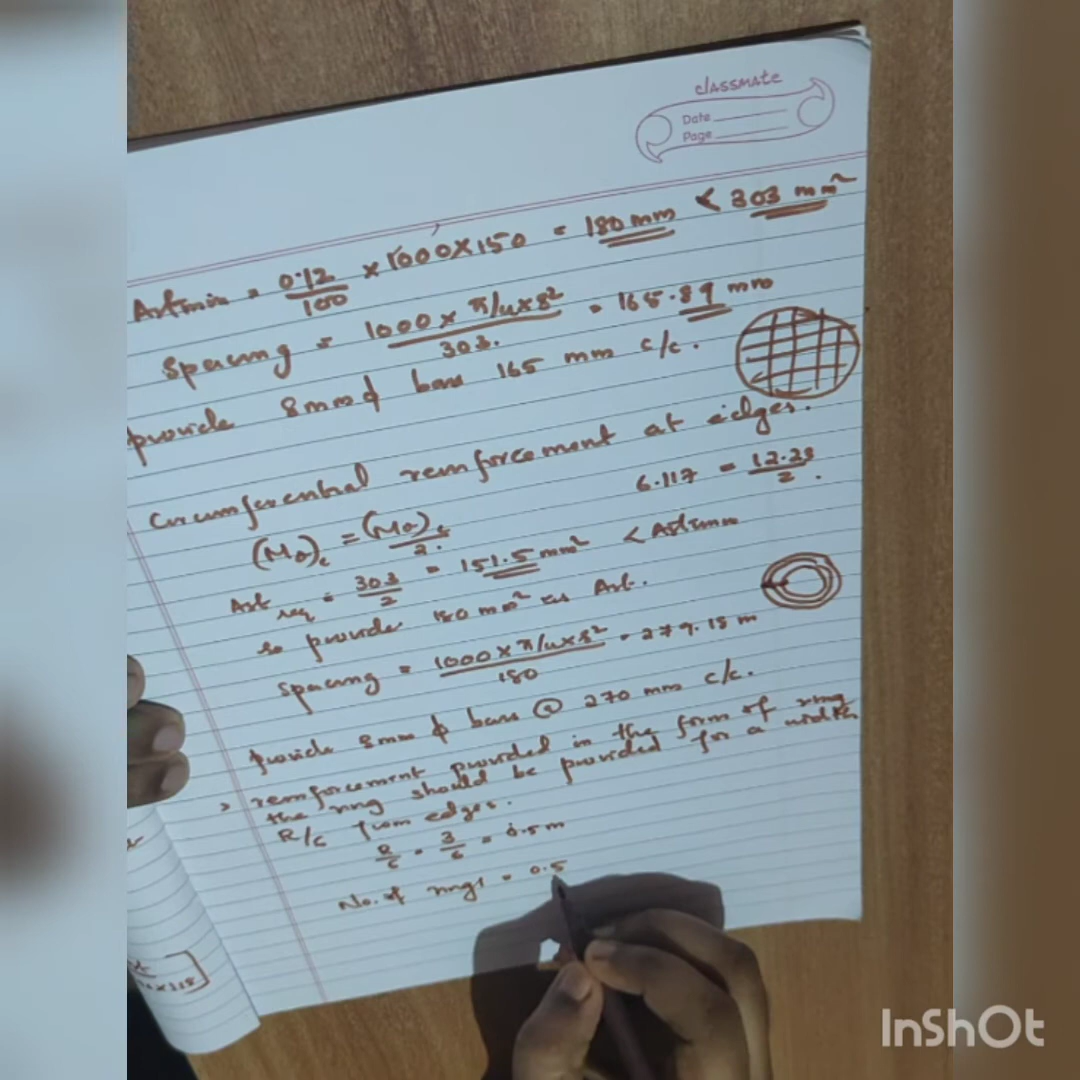 classmate
Date
Page
Astmin = 0.12/100 × 1000×150 = 180 mm < 303 mm²
Spacing = 1000 × π/4×8²/303. = 165.89 mm
provide 8mm ϕ bars 165 mm c/c.
Circumferential reinforcement at edges.
(Mθ)c = (Mθ)c/2. 6.117 = 12.23/2.
Ast req = 303/2 = 151.5 mm² < Astmin
so provide 180 mm² as Ast.
Spacing = 1000×π/4×8²/180 = 279.15 m
provide 8mm ϕ bars @ 270 mm c/c.
> reinforcement provided in the form of ring
the ring should be provided for a width
R/6 from edges.
R/6 = 3/6 = 0.5 m
No. of rings = 0.5
×318]
InShOt